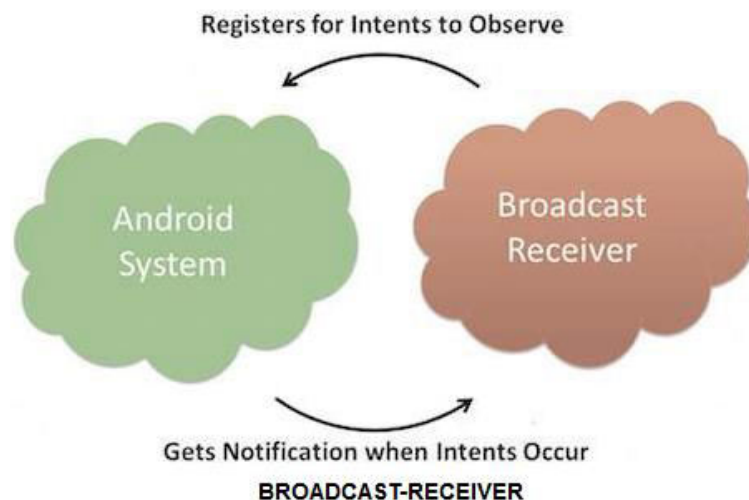 Registers for Intents to Observe
Android
System
Broadcast
Receiver
Gets Notification when Intents Occur
BROADCAST-RECEIVER